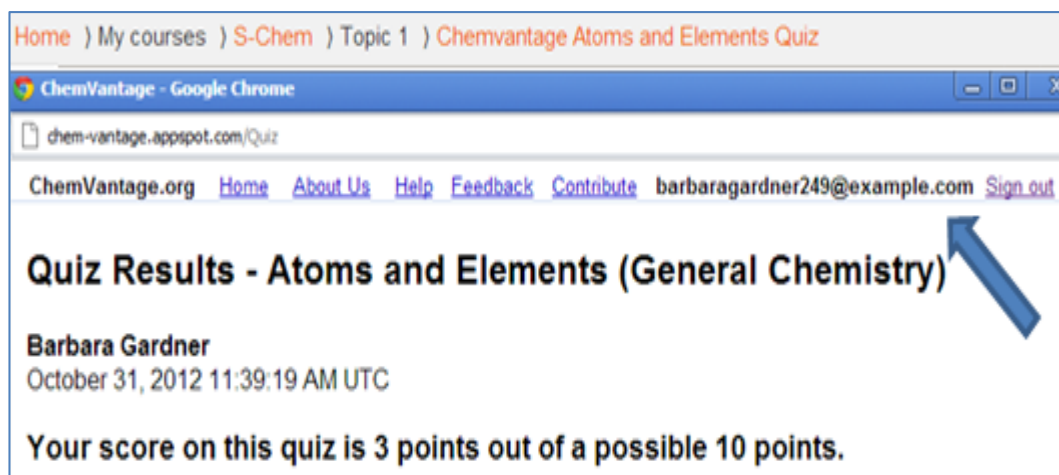 Home ) My courses ) S-Chem ) Topic 1 ) Chemvantage Atoms and Elements Quiz
ChemVantage - Google Chrome
chem-vantage.appspot.com/Quiz
ChemVantage.org Home About Us Help Feedback Contribute barbaragardner249@example.com Sign out
Quiz Results - Atoms and Elements (General Chemistry)
Barbara Gardner
October 31, 2012 11:39:19 AM UTC
Your score on this quiz is 3 points out of a possible 10 points.